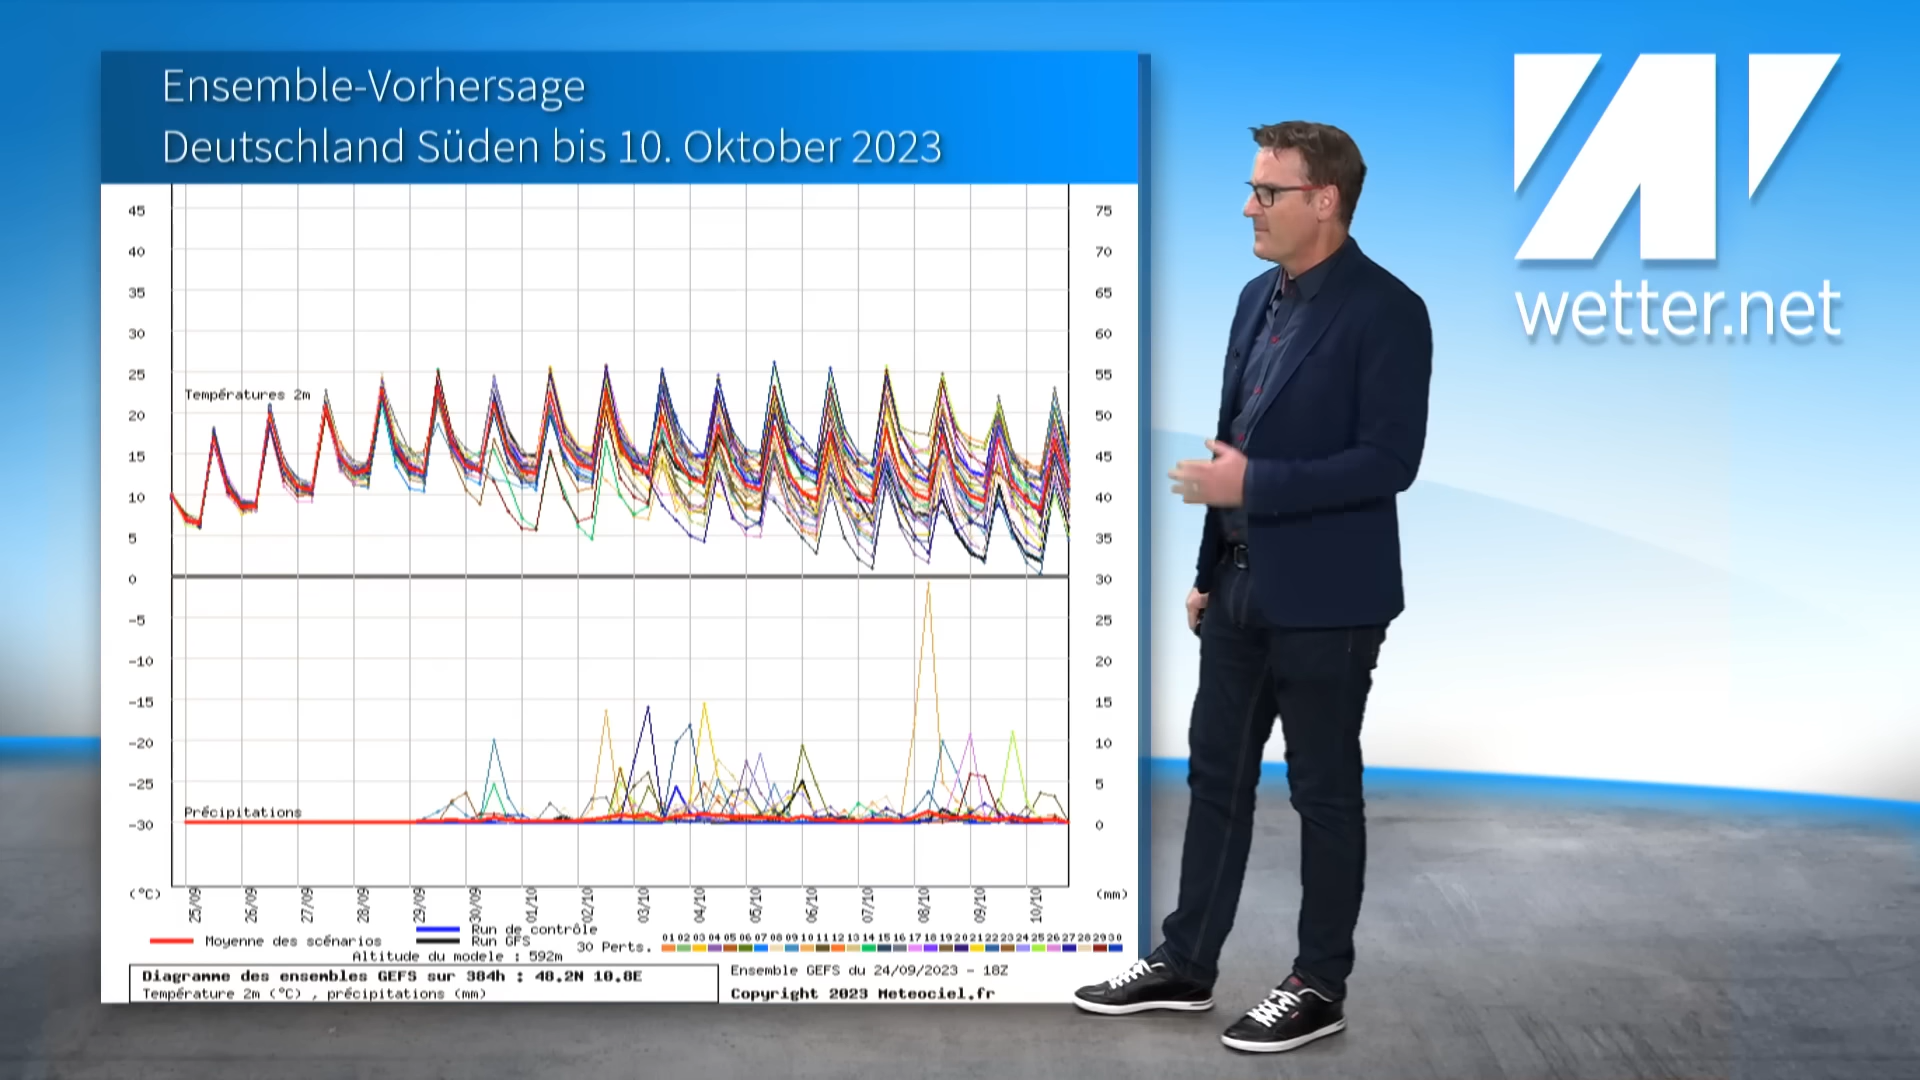 Ensemble-Vorhersage
Deutschland Süden bis 10. Oktober 2023
wetter.net
45 75
40 70
35 65
30 60
25 55
Températures 2m
20 50
15 45
10 40
5 35
0 30
-5 25
-10 20
-15 15
-20 10
-25 5
Précipitations
-30 0
(°C) (mm)
25/09 26/09 27/09 28/09 29/09 30/09 01/10 02/10 03/10 04/10 05/10 06/10 07/10 08/10 09/10 10/10
Run de contrôle
Moyenne des scénarios
Run GFS
30 Perts.
01 02 03 04 05 06 07 08 09 10 11 12 13 14 15 16 17 18 19 20 21 22 23 24 25 26 27 28 29 30
Altitude du modele : 592m
Diagramme des ensembles GEFS sur 384h : 48.2N 10.8E
Température 2m (°C) , précipitations (mm)
Ensemble GEFS du 24/09/2023 - 18Z
Copyright 2023 Meteociel.fr